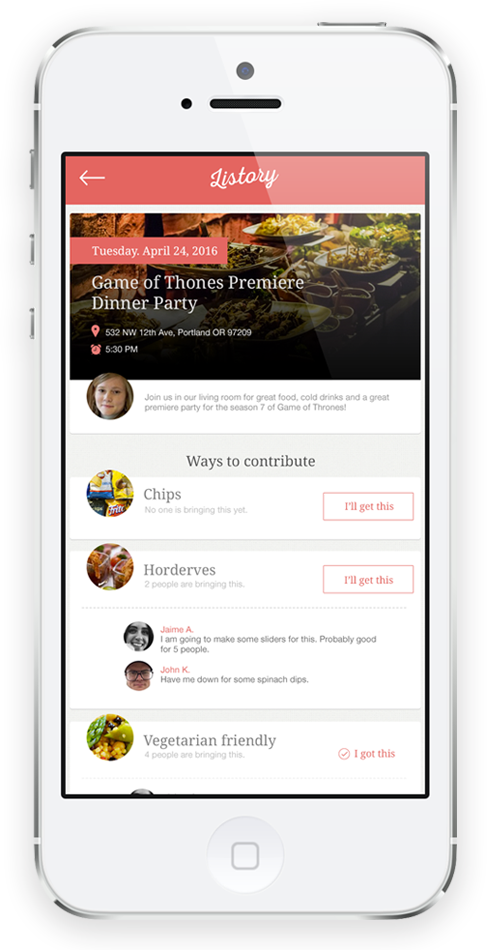 Listory
Tuesday. April 24, 2016
Game of Thones Premiere
Dinner Party
532 NW 12th Ave, Portland OR 97209
5:30 PM
Join us in our living room for great food, cold drinks and a great
premiere party for the season 7 of Game of Thrones!
Ways to contribute
Chips
No one is bringing this yet.
I'll get this
Horderves
2 people are bringing this.
I'll get this
Jaime A.
I am going to make some sliders for this. Probably good
for 5 people.
John K.
Have me down for some spinach dips.
Vegetarian friendly
4 people are bringing this.
I got this